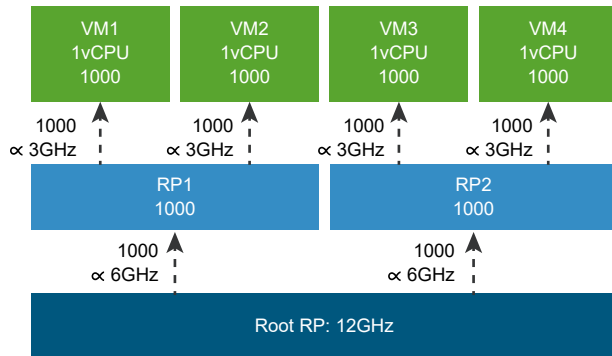 VM1
1vCPU
1000
VM2
1vCPU
1000
VM3
1vCPU
1000
VM4
1vCPU
1000
1000
∝ 3GHz
1000
∝ 3GHz
1000
∝ 3GHz
1000
∝ 3GHz
RP1
1000
RP2
1000
1000
∝ 6GHz
1000
∝ 6GHz
Root RP: 12GHz